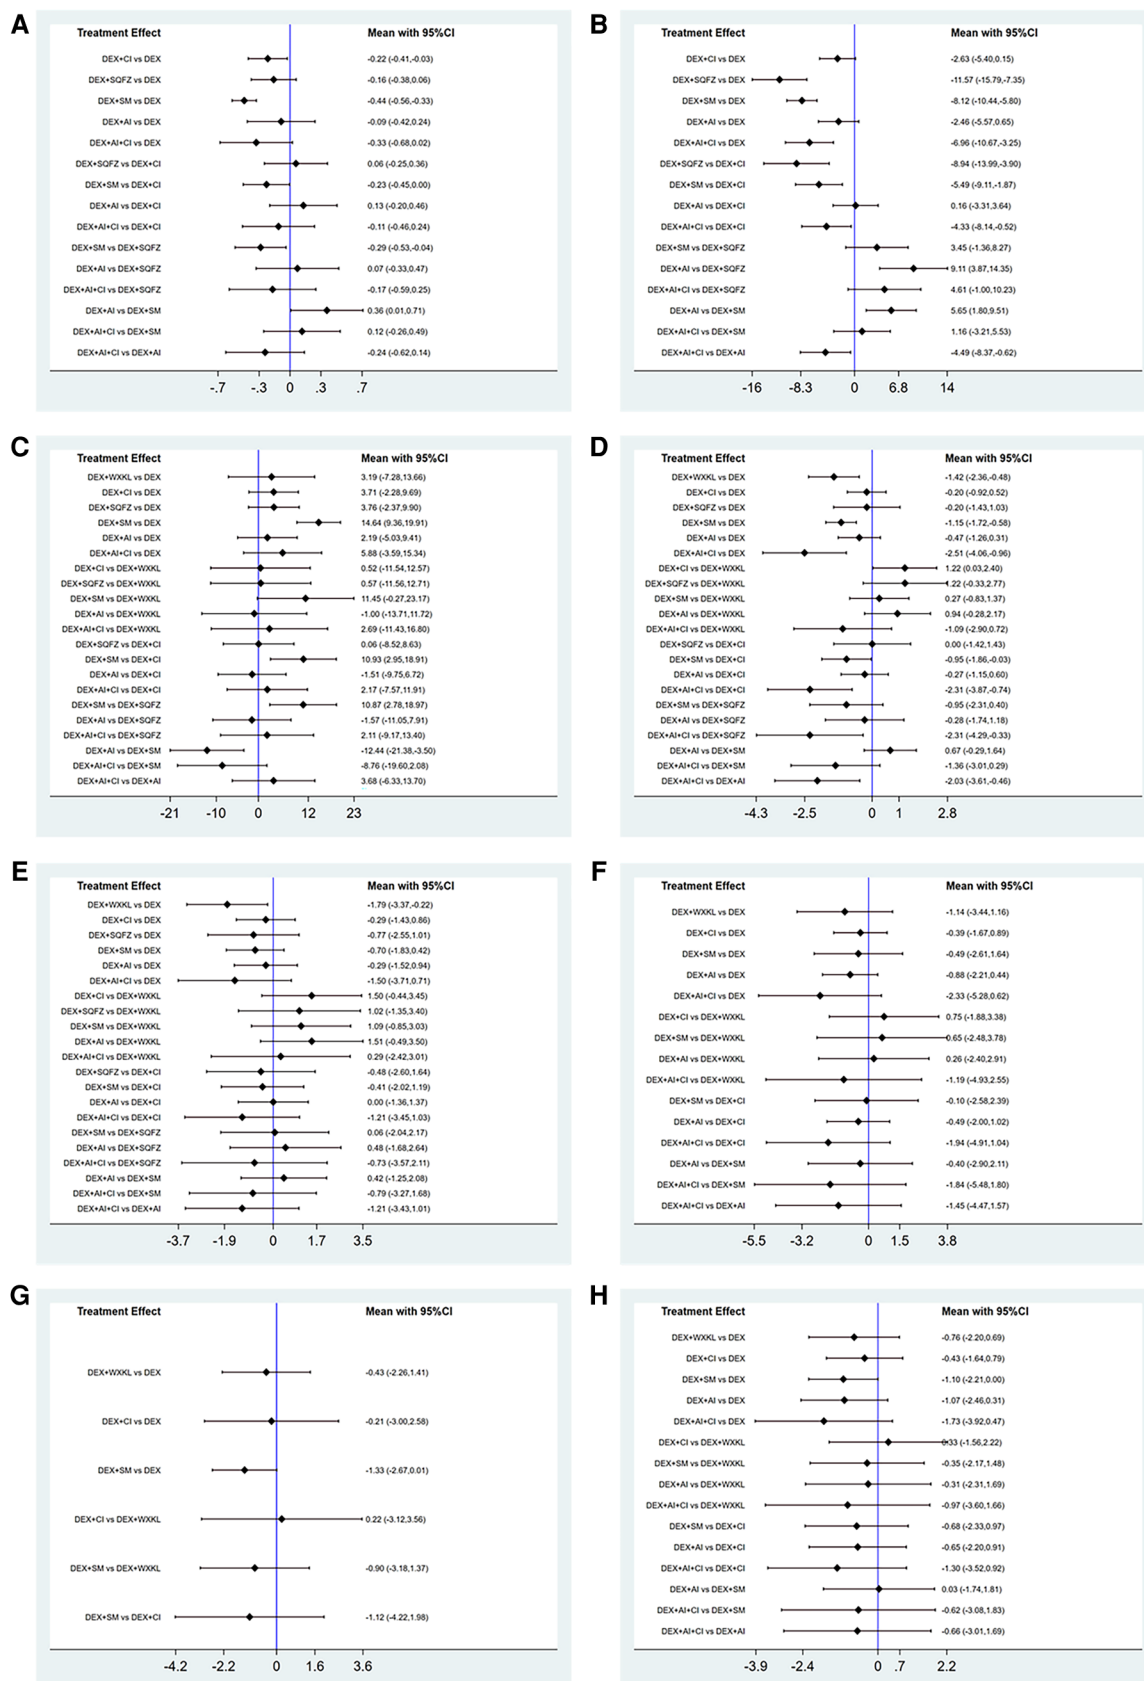 A
Treatment Effect Mean with 95%CI
DEX+CI vs DEX -0.22 (-0.41,-0.03)
DEX+SQFZ vs DEX -0.16 (-0.38,0.06)
DEX+SM vs DEX -0.44 (-0.56,-0.33)
DEX+AI vs DEX -0.09 (-0.42,0.24)
DEX+AI+CI vs DEX -0.33 (-0.68,0.02)
DEX+SQFZ vs DEX+CI 0.06 (-0.25,0.36)
DEX+SM vs DEX+CI -0.23 (-0.45,0.00)
DEX+AI vs DEX+CI 0.13 (-0.20,0.46)
DEX+AI+CI vs DEX+CI -0.11 (-0.46,0.24)
DEX+SM vs DEX+SQFZ -0.29 (-0.53,-0.04)
DEX+AI vs DEX+SQFZ 0.07 (-0.33,0.47)
DEX+AI+CI vs DEX+SQFZ -0.17 (-0.59,0.25)
DEX+AI vs DEX+SM 0.36 (0.01,0.71)
DEX+AI+CI vs DEX+SM 0.12 (-0.26,0.49)
DEX+AI+CI vs DEX+AI -0.24 (-0.62,0.14)
-.7 -.3 0 .3 .7
B
Treatment Effect Mean with 95%CI
DEX+CI vs DEX -2.63 (-5.40,0.15)
DEX+SQFZ vs DEX -11.57 (-15.79,-7.35)
DEX+SM vs DEX -8.12 (-10.44,-5.80)
DEX+AI vs DEX -2.46 (-5.57,0.65)
DEX+AI+CI vs DEX -6.96 (-10.67,-3.25)
DEX+SQFZ vs DEX+CI -8.94 (-13.99,-3.90)
DEX+SM vs DEX+CI -5.49 (-9.11,-1.87)
DEX+AI vs DEX+CI 0.16 (-3.31,3.64)
DEX+AI+CI vs DEX+CI -4.33 (-8.14,-0.52)
DEX+SM vs DEX+SQFZ 3.45 (-1.36,8.27)
DEX+AI vs DEX+SQFZ 9.11 (3.87,14.35)
DEX+AI+CI vs DEX+SQFZ 4.61 (-1.00,10.23)
DEX+AI vs DEX+SM 5.65 (1.80,9.51)
DEX+AI+CI vs DEX+SM 1.16 (-3.21,5.53)
DEX+AI+CI vs DEX+AI -4.49 (-8.37,-0.62)
-16 -8.3 0 6.8 14
C
Treatment Effect Mean with 95%CI
DEX+WXKL vs DEX 3.19 (-7.28,13.66)
DEX+CI vs DEX 3.71 (-2.28,9.69)
DEX+SQFZ vs DEX 3.76 (-2.37,9.90)
DEX+SM vs DEX 14.64 (9.36,19.91)
DEX+AI vs DEX 2.19 (-5.03,9.41)
DEX+AI+CI vs DEX 5.88 (-3.59,15.34)
DEX+CI vs DEX+WXKL 0.52 (-11.54,12.57)
DEX+SQFZ vs DEX+WXKL 0.57 (-11.56,12.71)
DEX+SM vs DEX+WXKL 11.45 (-0.27,23.17)
DEX+AI vs DEX+WXKL -1.00 (-13.71,11.72)
DEX+AI+CI vs DEX+WXKL 2.69 (-11.43,16.80)
DEX+SQFZ vs DEX+CI 0.06 (-8.52,8.63)
DEX+SM vs DEX+CI 10.93 (2.95,18.91)
DEX+AI vs DEX+CI -1.51 (-9.75,6.72)
DEX+AI+CI vs DEX+CI 2.17 (-7.57,11.91)
DEX+SM vs DEX+SQFZ 10.87 (2.78,18.97)
DEX+AI vs DEX+SQFZ -1.57 (-11.05,7.91)
DEX+AI+CI vs DEX+SQFZ 2.11 (-9.17,13.40)
DEX+AI vs DEX+SM -12.44 (-21.38,-3.50)
DEX+AI+CI vs DEX+SM -8.76 (-19.60,2.08)
DEX+AI+CI vs DEX+AI 3.68 (-6.33,13.70)
-21 -10 0 12 23
D
Treatment Effect Mean with 95%CI
DEX+WXKL vs DEX -1.42 (-2.36,-0.48)
DEX+CI vs DEX -0.20 (-0.92,0.52)
DEX+SQFZ vs DEX -0.20 (-1.43,1.03)
DEX+SM vs DEX -1.15 (-1.72,-0.58)
DEX+AI vs DEX -0.47 (-1.26,0.31)
DEX+AI+CI vs DEX -2.51 (-4.06,-0.96)
DEX+CI vs DEX+WXKL 1.22 (0.03,2.40)
DEX+SQFZ vs DEX+WXKL 1.22 (-0.33,2.77)
DEX+SM vs DEX+WXKL 0.27 (-0.83,1.37)
DEX+AI vs DEX+WXKL 0.94 (-0.28,2.17)
DEX+AI+CI vs DEX+WXKL -1.09 (-2.90,0.72)
DEX+SQFZ vs DEX+CI 0.00 (-1.42,1.43)
DEX+SM vs DEX+CI -0.95 (-1.86,-0.03)
DEX+AI vs DEX+CI -0.27 (-1.15,0.60)
DEX+AI+CI vs DEX+CI -2.31 (-3.87,-0.74)
DEX+SM vs DEX+SQFZ -0.95 (-2.31,0.40)
DEX+AI vs DEX+SQFZ -0.28 (-1.74,1.18)
DEX+AI+CI vs DEX+SQFZ -2.31 (-4.29,-0.33)
DEX+AI vs DEX+SM 0.67 (-0.29,1.64)
DEX+AI+CI vs DEX+SM -1.36 (-3.01,0.29)
DEX+AI+CI vs DEX+AI -2.03 (-3.61,-0.46)
-4.3 -2.5 0 1 2.8
E
Treatment Effect Mean with 95%CI
DEX+WXKL vs DEX -1.79 (-3.37,-0.22)
DEX+CI vs DEX -0.29 (-1.43,0.86)
DEX+SQFZ vs DEX -0.77 (-2.55,1.01)
DEX+SM vs DEX -0.70 (-1.83,0.42)
DEX+AI vs DEX -0.29 (-1.52,0.94)
DEX+AI+CI vs DEX -1.50 (-3.71,0.71)
DEX+CI vs DEX+WXKL 1.50 (-0.44,3.45)
DEX+SQFZ vs DEX+WXKL 1.02 (-1.35,3.40)
DEX+SM vs DEX+WXKL 1.09 (-0.85,3.03)
DEX+AI vs DEX+WXKL 1.51 (-0.49,3.50)
DEX+AI+CI vs DEX+WXKL 0.29 (-2.42,3.01)
DEX+SQFZ vs DEX+CI -0.48 (-2.60,1.64)
DEX+SM vs DEX+CI -0.41 (-2.02,1.19)
DEX+AI vs DEX+CI 0.00 (-1.36,1.37)
DEX+AI+CI vs DEX+CI -1.21 (-3.45,1.03)
DEX+SM vs DEX+SQFZ 0.06 (-2.04,2.17)
DEX+AI vs DEX+SQFZ 0.48 (-1.68,2.64)
DEX+AI+CI vs DEX+SQFZ -0.73 (-3.57,2.11)
DEX+AI vs DEX+SM 0.42 (-1.25,2.08)
DEX+AI+CI vs DEX+SM -0.79 (-3.27,1.68)
DEX+AI+CI vs DEX+AI -1.21 (-3.43,1.01)
-3.7 -1.9 0 1.7 3.5
F
Treatment Effect Mean with 95%CI
DEX+WXKL vs DEX -1.14 (-3.44,1.16)
DEX+CI vs DEX -0.39 (-1.67,0.89)
DEX+SM vs DEX -0.49 (-2.61,1.64)
DEX+AI vs DEX -0.88 (-2.21,0.44)
DEX+AI+CI vs DEX -2.33 (-5.28,0.62)
DEX+CI vs DEX+WXKL 0.75 (-1.88,3.38)
DEX+SM vs DEX+WXKL 0.65 (-2.48,3.78)
DEX+AI vs DEX+WXKL 0.26 (-2.40,2.91)
DEX+AI+CI vs DEX+WXKL -1.19 (-4.93,2.55)
DEX+SM vs DEX+CI -0.10 (-2.58,2.39)
DEX+AI vs DEX+CI -0.49 (-2.00,1.02)
DEX+AI+CI vs DEX+CI -1.94 (-4.91,1.04)
DEX+AI vs DEX+SM -0.40 (-2.90,2.11)
DEX+AI+CI vs DEX+SM -1.84 (-5.48,1.80)
DEX+AI+CI vs DEX+AI -1.45 (-4.47,1.57)
-5.5 -3.2 0 1.5 3.8
G
Treatment Effect Mean with 95%CI
DEX+WXKL vs DEX -0.43 (-2.26,1.41)
DEX+CI vs DEX -0.21 (-3.00,2.58)
DEX+SM vs DEX -1.33 (-2.67,0.01)
DEX+CI vs DEX+WXKL 0.22 (-3.12,3.56)
DEX+SM vs DEX+WXKL -0.90 (-3.18,1.37)
DEX+SM vs DEX+CI -1.12 (-4.22,1.98)
-4.2 -2.2 0 1.6 3.6
H
Treatment Effect Mean with 95%CI
DEX+WXKL vs DEX -0.76 (-2.20,0.69)
DEX+CI vs DEX -0.43 (-1.64,0.79)
DEX+SM vs DEX -1.10 (-2.21,0.00)
DEX+AI vs DEX -1.07 (-2.46,0.31)
DEX+AI+CI vs DEX -1.73 (-3.92,0.47)
DEX+CI vs DEX+WXKL 0.33 (-1.56,2.22)
DEX+SM vs DEX+WXKL -0.35 (-2.17,1.48)
DEX+AI vs DEX+WXKL -0.31 (-2.31,1.69)
DEX+AI+CI vs DEX+WXKL -0.97 (-3.60,1.66)
DEX+SM vs DEX+CI -0.68 (-2.33,0.97)
DEX+AI vs DEX+CI -0.65 (-2.20,0.91)
DEX+AI+CI vs DEX+CI -1.30 (-3.52,0.92)
DEX+AI vs DEX+SM 0.03 (-1.74,1.81)
DEX+AI+CI vs DEX+SM -0.62 (-3.08,1.83)
DEX+AI+CI vs DEX+AI -0.66 (-3.01,1.69)
-3.9 -2.4 0 .7 2.2